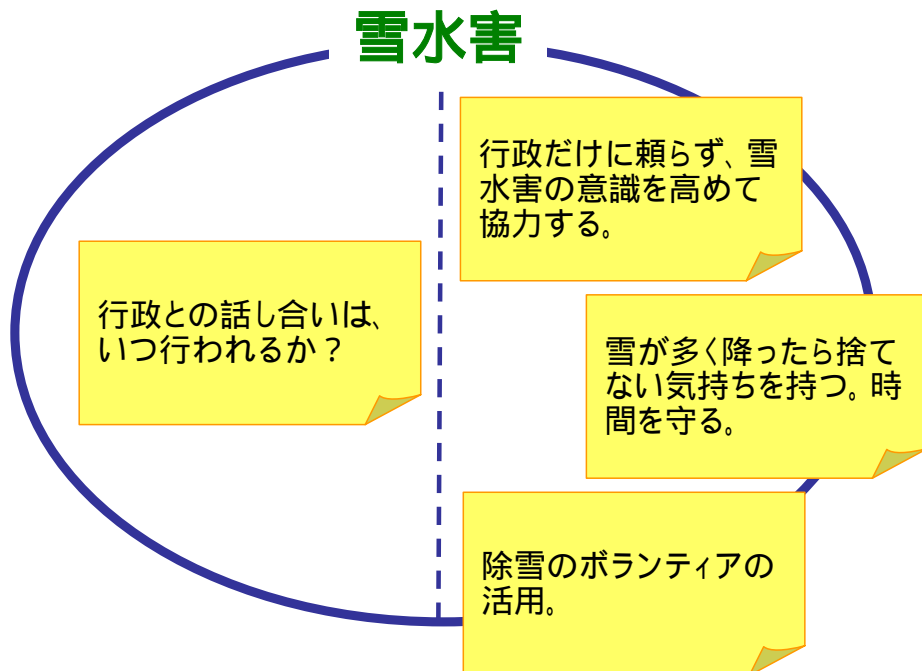 雪水害
行政だけに頼らず、雪
水害の意識を高めて
協力する。
行政との話し合いは、
いつ行われるか？
雪が多く降ったら捨て
ない気持ちを持つ。時
間を守る。
除雪のボランティアの
活用。